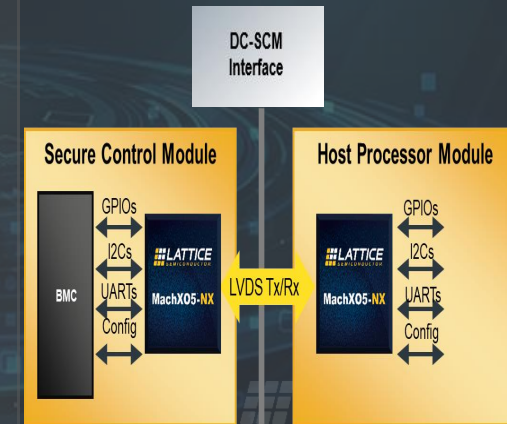 DC-SCM
Interface
Secure Control Module
Host Processor Module
BMC
GPIOs
I2Cs
UARTs
Config
LATTICE
SEMICONDUCTOR
MachXO5-NX
LVDS Tx/Rx
LATTICE
SEMICONDUCTOR
MachXO5-NX
GPIOs
I2Cs
UARTs
Config